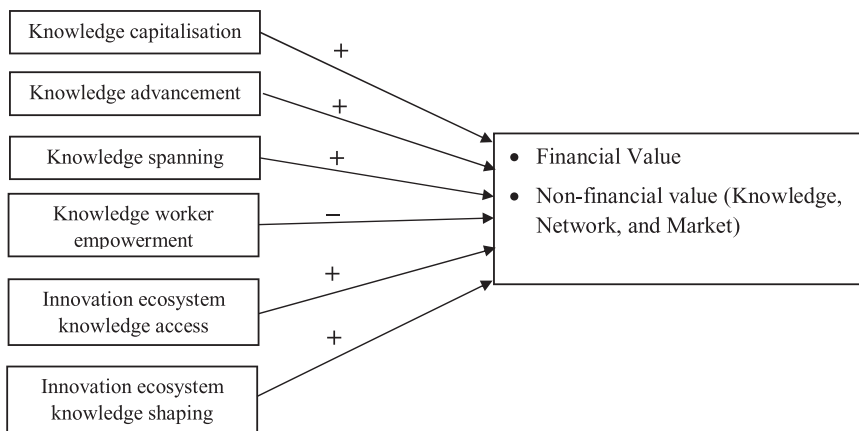 Knowledge capitalisation
+
Knowledge advancement
+
Knowledge spanning
+
Knowledge worker
empowerment
−
Innovation ecosystem
knowledge access
+
Innovation ecosystem
knowledge shaping
+
• Financial Value
• Non-financial value (Knowledge,
Network, and Market)